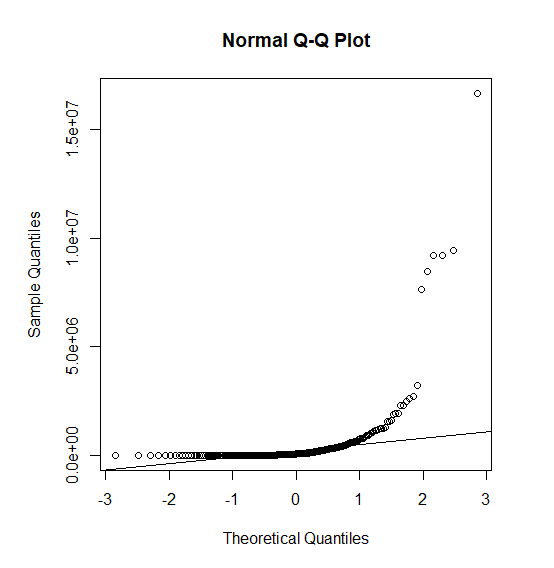 Normal Q-Q Plot
1.5e+07
1.0e+07
5.0e+06
0.0e+00
Sample Quantiles
-3 -2 -1 0 1 2 3
Theoretical Quantiles